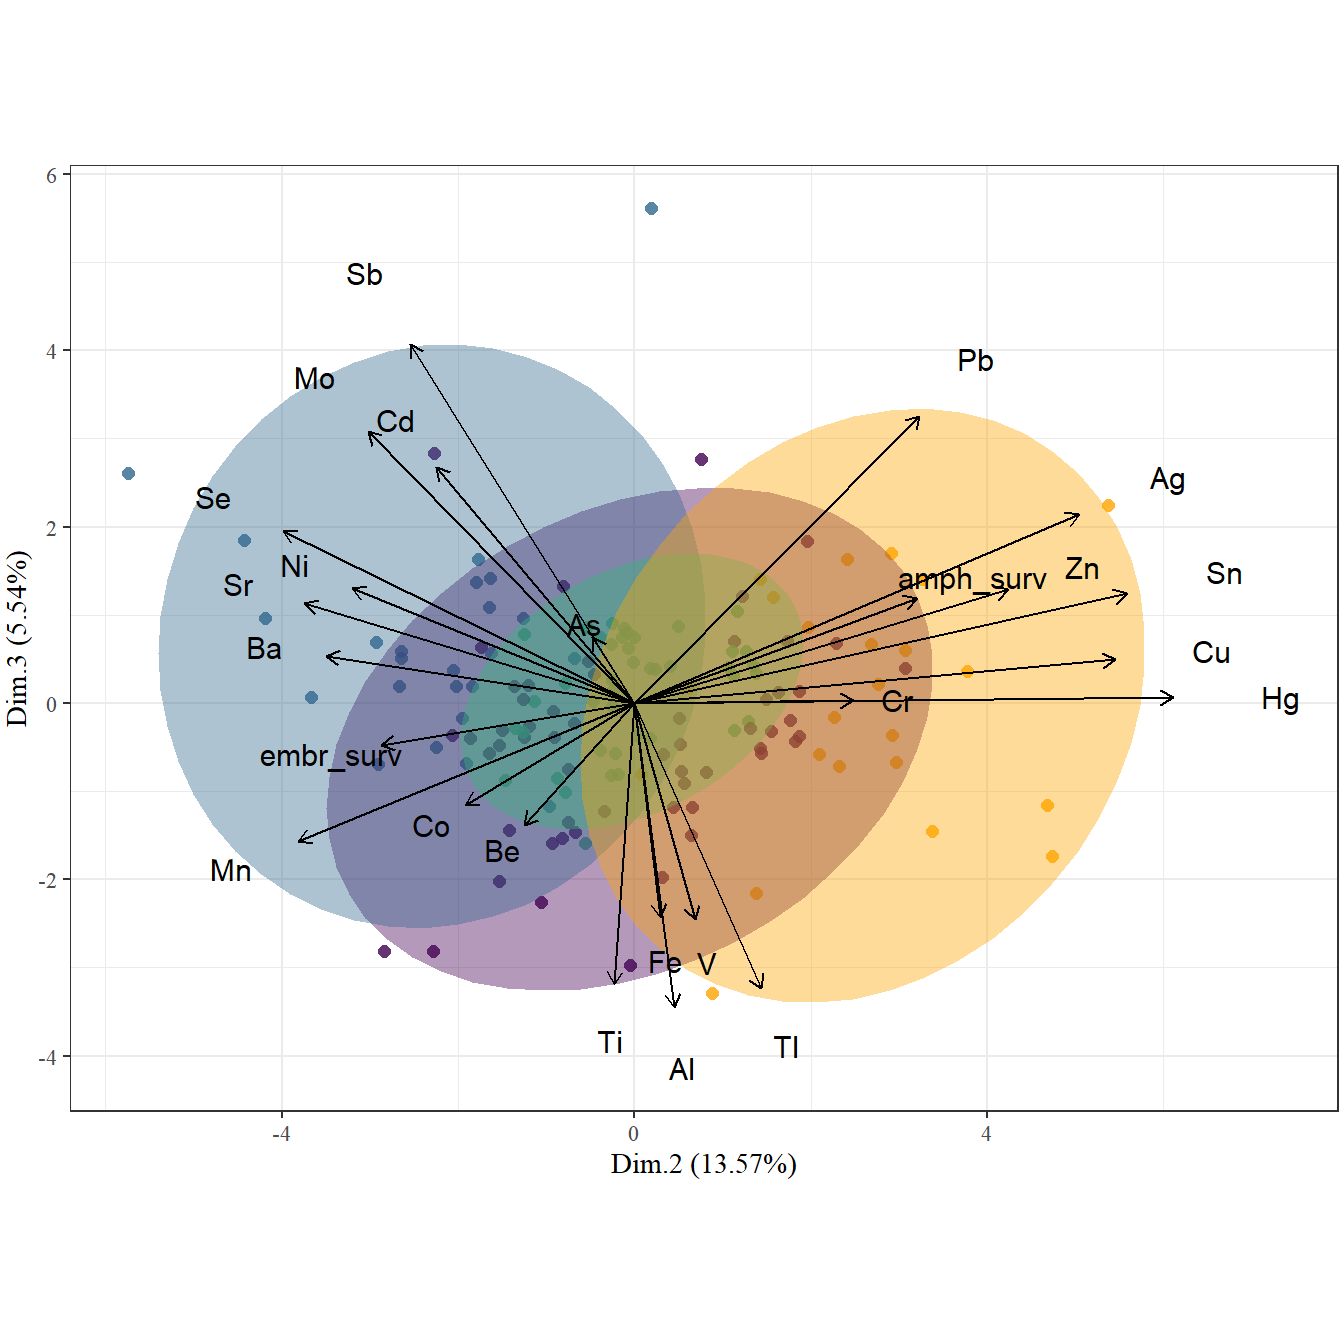 6
Sb
4
Pb
Mo
Cd
Ag
Se
2
Ni
Zn
Sn
Sr
amph_surv
As
Ba
Cu
Dim.3 (5.54%)
0
Cr
Hg
embr_surv
Co
Be
Mn
-2
Fe
V
Ti
Tl
-4
Al
-4
0
4
Dim.2 (13.57%)